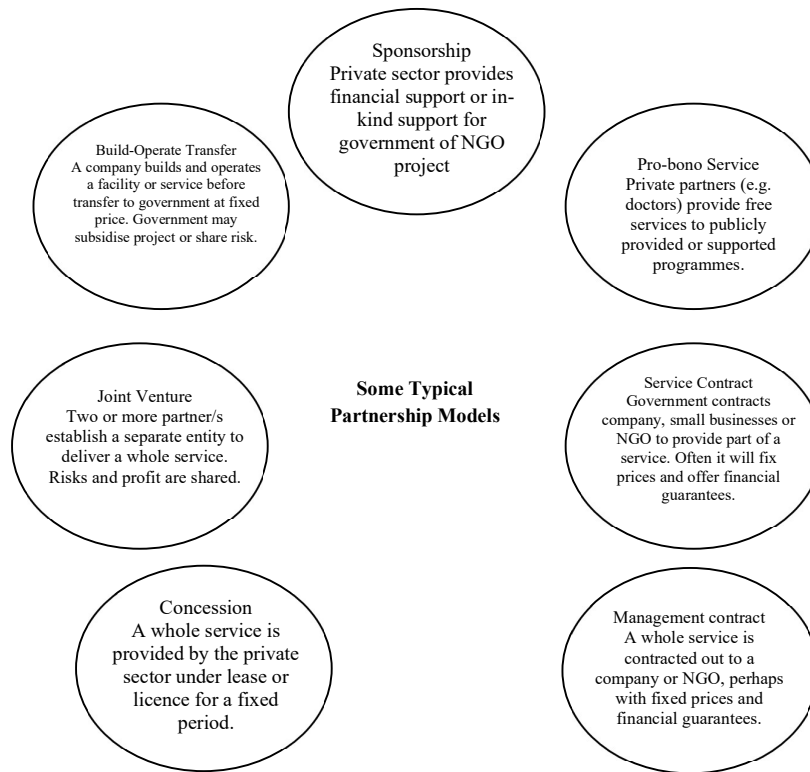 Sponsorship
Private sector provides
financial support or in-
kind support for
government of NGO
project
Build-Operate Transfer
A company builds and operates
a facility or service before
transfer to government at fixed
price. Government may
subsidise project or share risk.
Pro-bono Service
Private partners (e.g.
doctors) provide free
services to publicly
provided or supported
programmes.
Joint Venture
Two or more partner/s
establish a separate entity to
deliver a whole service.
Risks and profit are shared.
Some Typical
Partnership Models
Service Contract
Government contracts
company, small businesses or
NGO to provide part of a
service. Often it will fix
prices and offer financial
guarantees.
Concession
A whole service is
provided by the private
sector under lease or
licence for a fixed
period.
Management contract
A whole service is
contracted out to a
company or NGO, perhaps
with fixed prices and
financial guarantees.